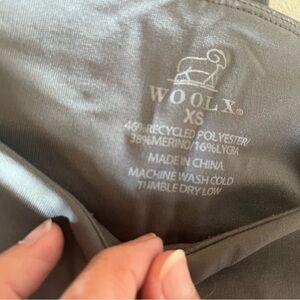 WOOLX®
XS
46%RECYCLED POLYESTER/
38%MERINO/16%LYCRA
MADE IN CHINA
MACHINE WASH COLD
TUMBLE DRY LOW